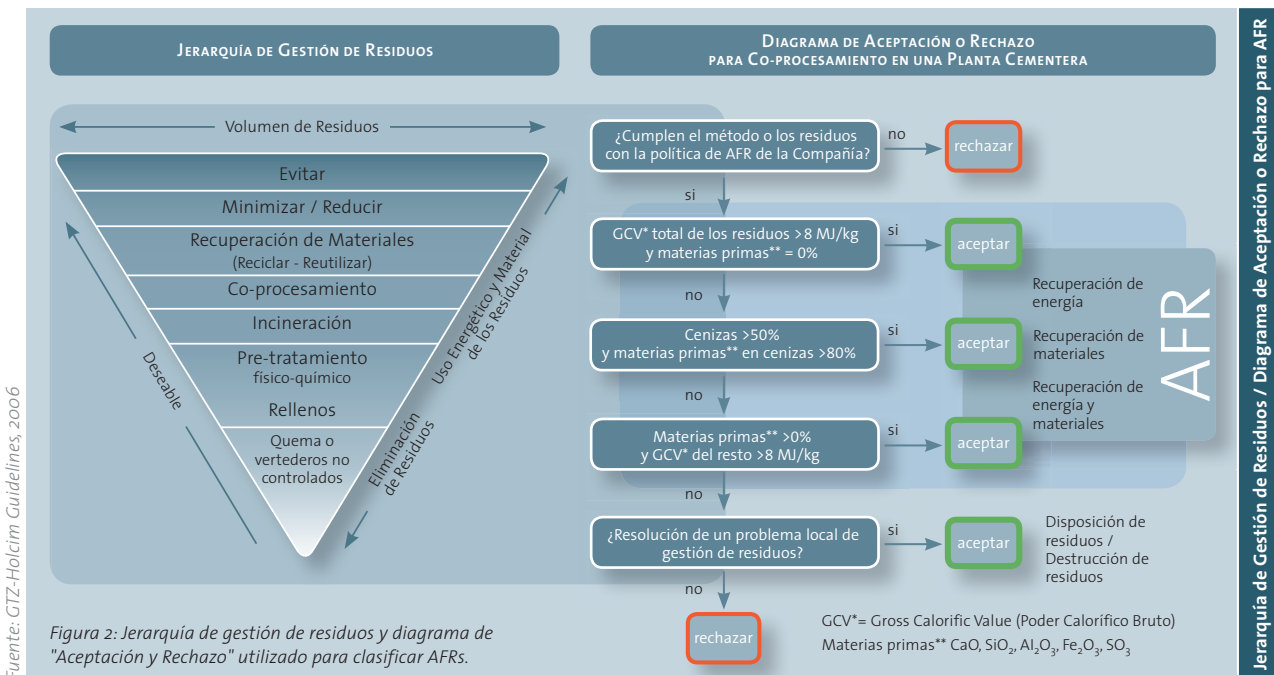 JERARQUÍA DE GESTIÓN DE RESIDUOS
Volumen de Residuos
Evitar
Minimizar / Reducir
Recuperación de Materiales
(Reciclar - Reutilizar)
Co-procesamiento
Incineración
Pre-tratamiento
físico-químico
Rellenos
Quema o
vertederos no
controlados
Deseable
Uso Energético y Material
de los Residuos
Eliminación
de Residuos
DIAGRAMA DE ACEPTACIÓN O RECHAZO
PARA CO-PROCESAMIENTO EN UNA PLANTA CEMENTERA
¿Cumplen el método o los residuos
con la política de AFR de la Compañía?
no
rechazar
si
GCV* total de los residuos >8 MJ/kg
y materias primas** = 0%
si
aceptar
Recuperación de
energía
no
Cenizas >50%
y materias primas** en cenizas >80%
si
aceptar
Recuperación de
materiales
no
Materias primas** >0%
y GCV* del resto >8 MJ/kg
si
aceptar
Recuperación de
energía y
materiales
AFR
no
¿Resolución de un problema local de
gestión de residuos?
si
aceptar
Disposición de
residuos /
Destrucción de
residuos
no
rechazar
GCV*= Gross Calorific Value (Poder Calorífico Bruto)
Materias primas** CaO, SiO₂, Al₂O₃, Fe₂O₃, SO₃
Figura 2: Jerarquía de gestión de residuos y diagrama de
"Aceptación y Rechazo" utilizado para clasificar AFRs.
Fuente: GTZ-Holcim Guidelines, 2006
Jerarquía de Gestión de Residuos / Diagrama de Aceptación o Rechazo para AFR